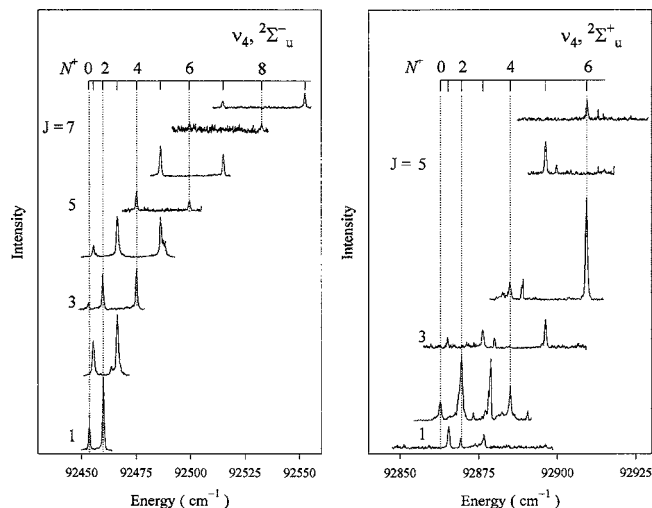 ν₄, ²Σ⁻ᵤ
N⁺ 0 2 4 6 8
J = 7
5
3
1
Intensity
92450 92475 92500 92525 92550
Energy ( cm⁻¹ )
ν₄, ²Σ⁺ᵤ
N⁺ 0 2 4 6
J = 5
3
1
Intensity
92850 92875 92900 92925
Energy ( cm⁻¹ )